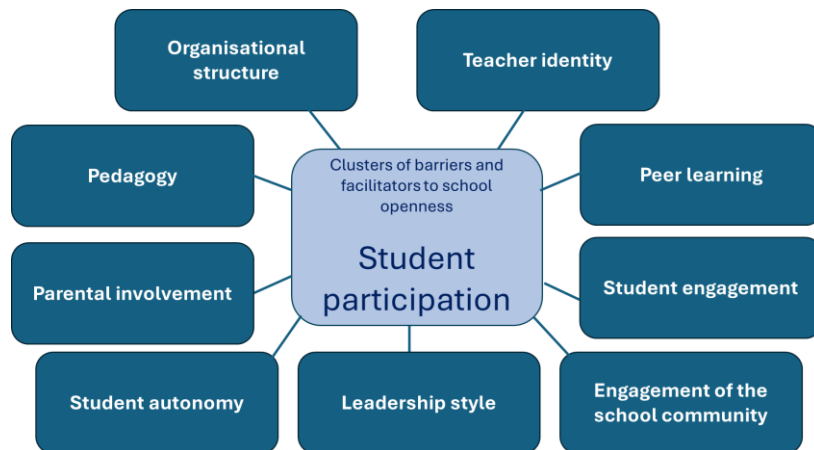 Organisational
structure
Teacher identity
Clusters of barriers and
facilitators to school
openness
Student
participation
Pedagogy
Peer learning
Parental involvement
Student engagement
Student autonomy
Leadership style
Engagement of the
school community